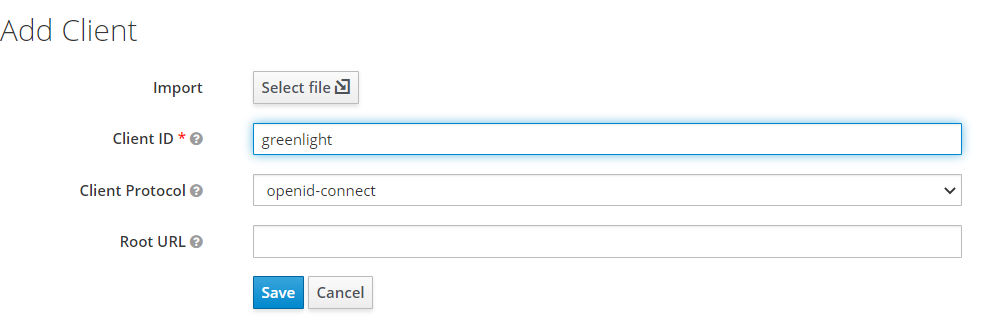 Add Client
Import Select file
Client ID * greenlight
Client Protocol openid-connect
Root URL
Save Cancel